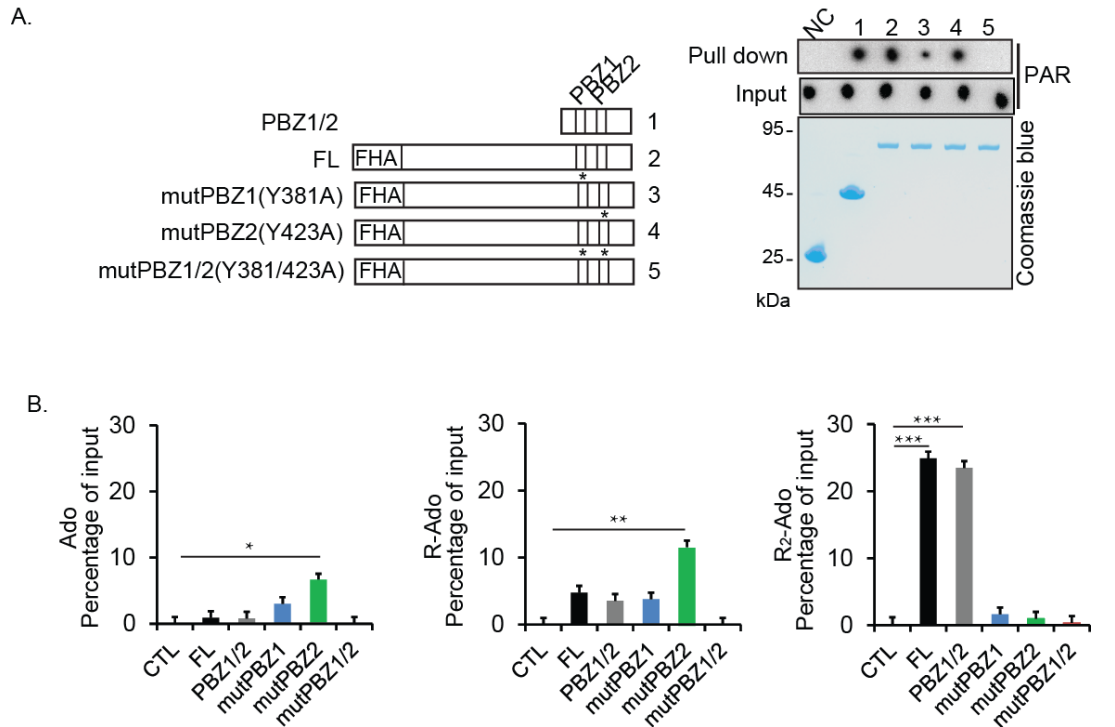 A.
PBZ1
PBZ2
PBZ1/2 1
FL FHA 2
*
mutPBZ1(Y381A) FHA 3
*
mutPBZ2(Y423A) FHA 4
* *
mutPBZ1/2(Y381/423A) FHA 5
NC 1 2 3 4 5
Pull down
Input
PAR
95-
45-
25-
kDa
Coomassie blue
B.
Ado
Percentage of input
30
20
10
0
*
CTL
FL
PBZ1/2
mutPBZ1
mutPBZ2
mutPBZ1/2
R-Ado
Percentage of input
30
20
10
0
**
CTL
FL
PBZ1/2
mutPBZ1
mutPBZ2
mutPBZ1/2
R2-Ado
Percentage of input
30
20
10
0
***
***
CTL
FL
PBZ1/2
mutPBZ1
mutPBZ2
mutPBZ1/2